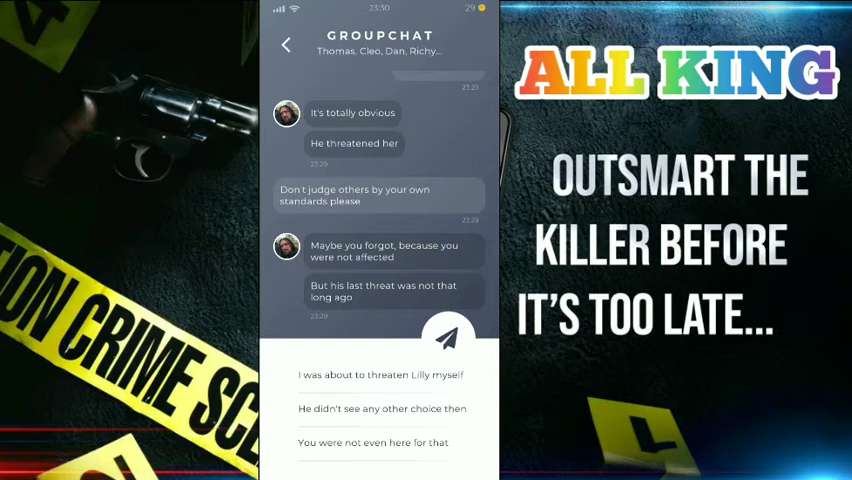 23:30
29
GROUPCHAT
Thomas, Cleo, Dan, Richy...
23:29
It's totally obvious
He threatened her
23:29
Don't judge others by your own
standards please
23:29
Maybe you forgot, because you
were not affected
But his last threat was not that
long ago
23:29
I was about to threaten Lilly myself
He didn't see any other choice then
You were not even here for that
ALL KING
OUTSMART THE
KILLER BEFORE
IT'S TOO LATE...
ION CRIME SCE